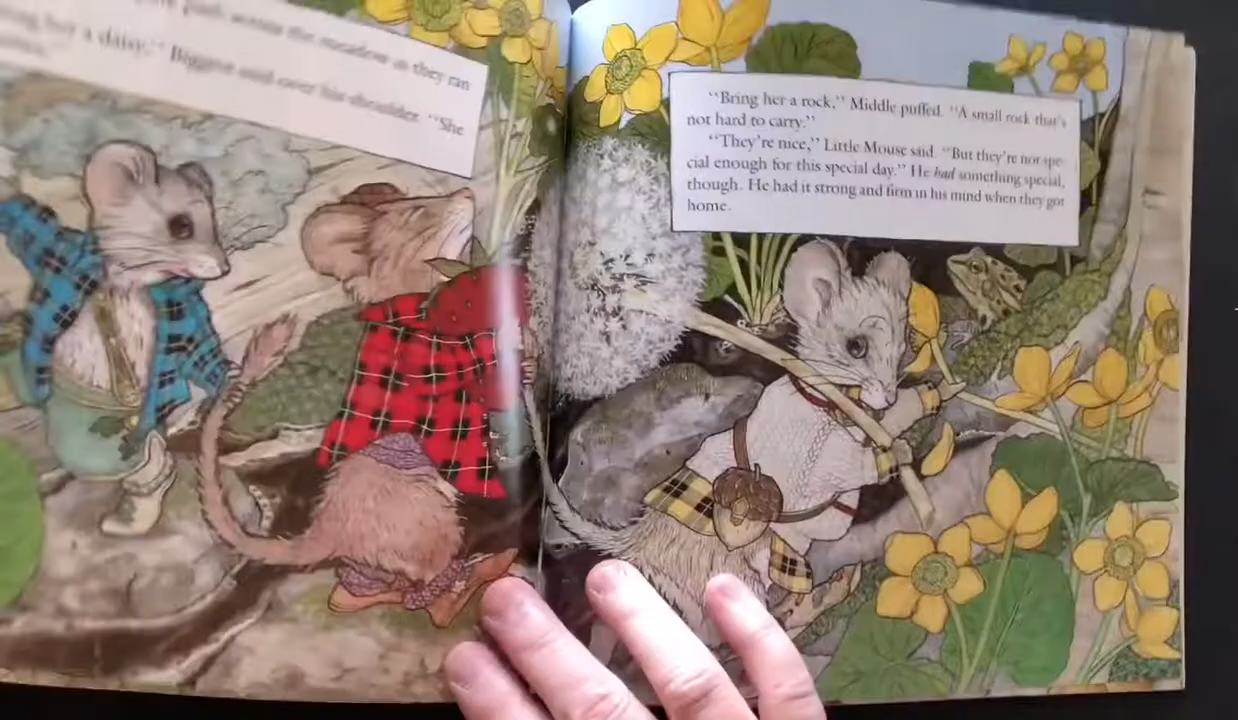 path across the meadow as they ran
her a daisy," Biggest said over his shoulder. "She
"Bring her a rock," Middle puffed. "A small rock that's
not hard to carry."
"They're nice," Little Mouse said. "But they're not spe-
cial enough for this special day." He had something special,
though. He had it strong and firm in his mind when they got
home.